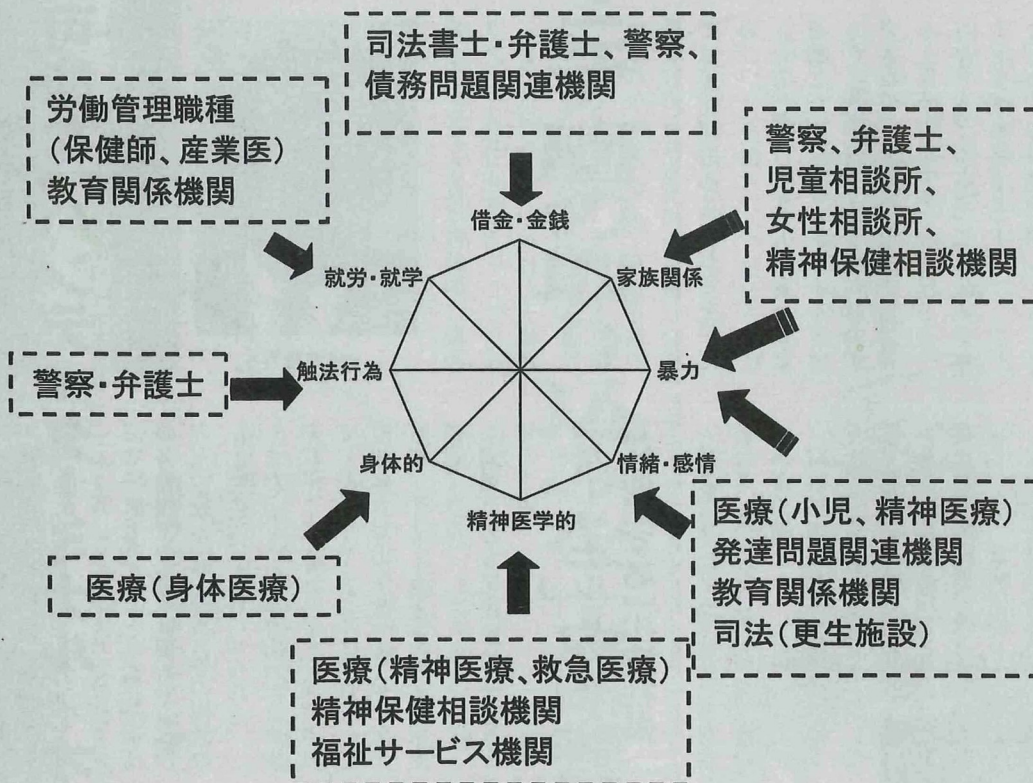 司法書士・弁護士、警察、
債務問題関連機関
労働管理職種
（保健師、産業医）
教育関係機関
警察、弁護士、
児童相談所、
女性相談所、
精神保健相談機関
借金・金銭
就労・就学
家族関係
警察・弁護士
触法行為
暴力
身体的
情緒・感情
精神医学的
医療（身体医療）
医療（小児、精神医療）
発達問題関連機関
教育関係機関
司法（更生施設）
医療（精神医療、救急医療）
精神保健相談機関
福祉サービス機関